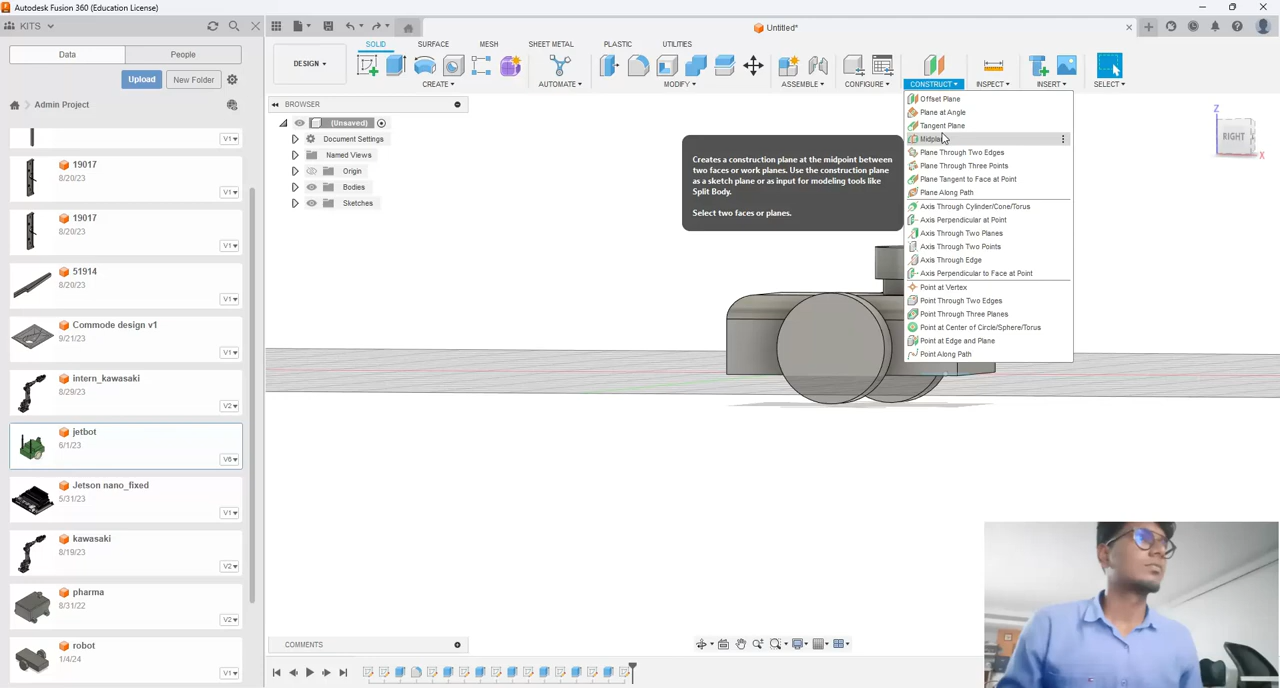 Autodesk Fusion 360 (Education License)
KITS
Untitled*
Data
People
Upload
New Folder
Admin Project
V1
19017
8/20/23
V1
19017
8/20/23
V1
51914
8/20/23
V1
Commode design v1
9/21/23
V1
intern_kawasaki
8/29/23
V2
jetbot
6/1/23
V6
Jetson nano_fixed
5/31/23
V1
kawasaki
8/19/23
V2
pharma
8/31/22
V2
robot
1/4/24
V1
SOLID
SURFACE
MESH
SHEET METAL
PLASTIC
UTILITIES
DESIGN
CREATE
AUTOMATE
MODIFY
ASSEMBLE
CONFIGURE
CONSTRUCT
INSPECT
INSERT
SELECT
BROWSER
(Unsaved)
Document Settings
Named Views
Origin
Bodies
Sketches
Creates a construction plane at the midpoint between
two faces or work planes. Use the construction plane
as a sketch plane or as input for modeling tools like
Split Body.
Select two faces or planes.
Offset Plane
Plane at Angle
Tangent Plane
Plane Through Two Edges
Plane Through Three Points
Plane Tangent to Face at Point
Plane Along Path
Axis Through Cylinder/Cone/Torus
Axis Perpendicular at Point
Axis Through Two Planes
Axis Through Two Points
Axis Through Edge
Axis Perpendicular to Face at Point
Point at Vertex
Point Through Two Edges
Point Through Three Planes
Point at Center of Circle/Sphere/Torus
Point at Edge and Plane
Point Along Path
Z
RIGHT
X
COMMENTS